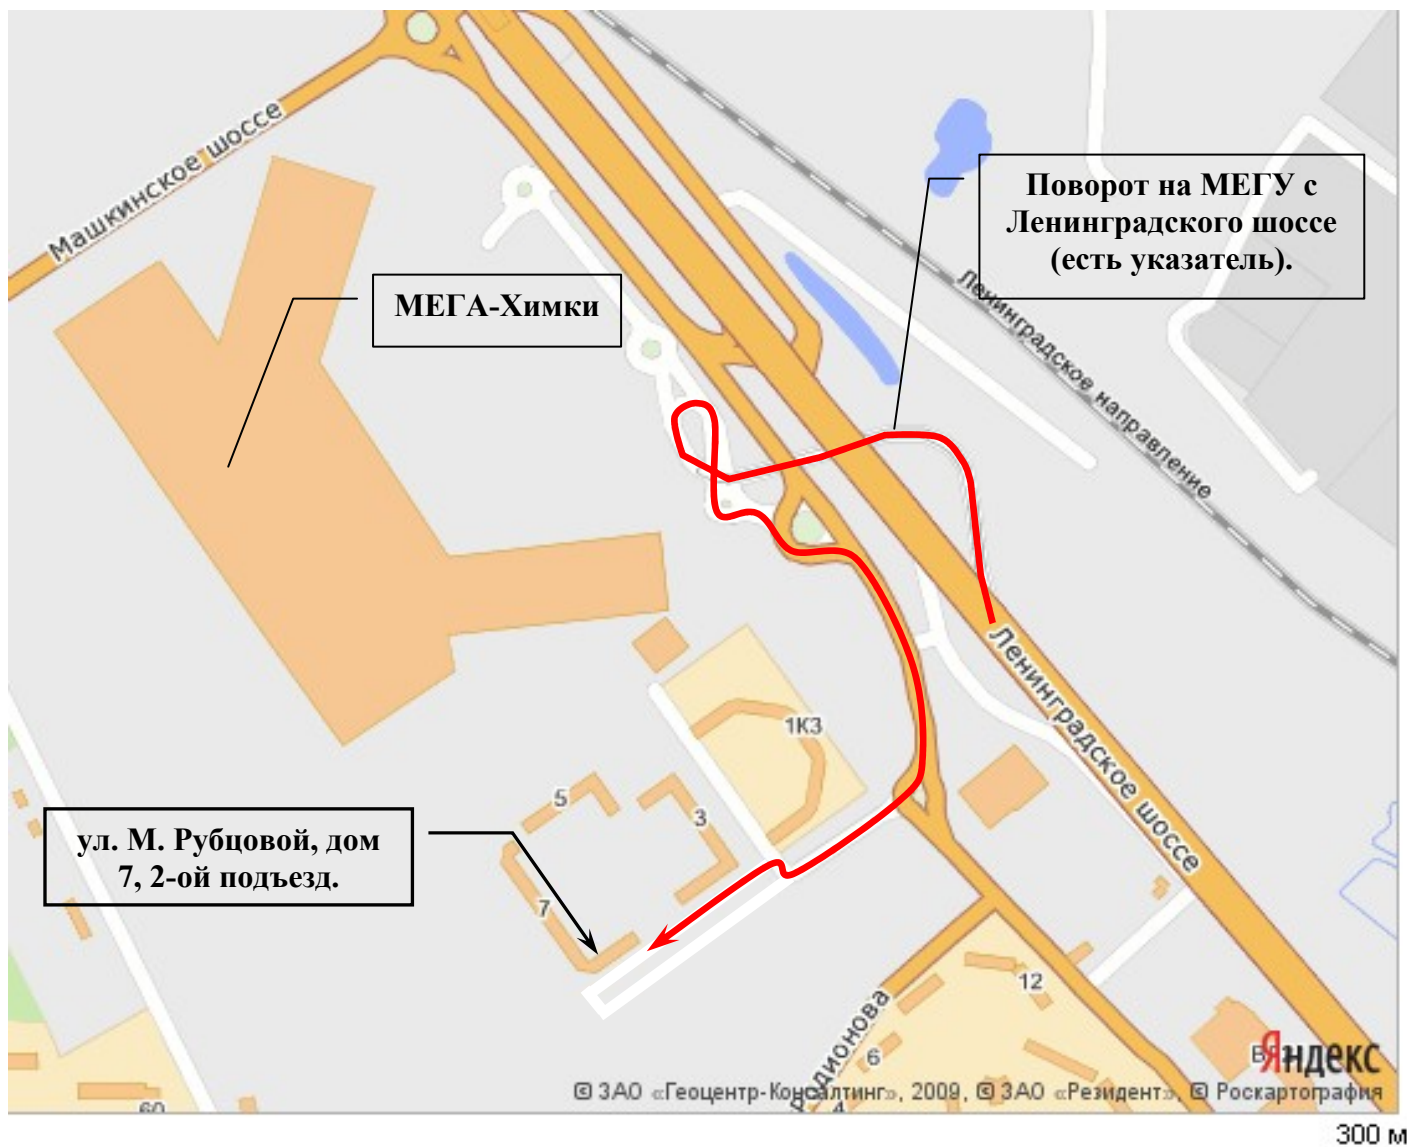 Машкинское шоссе
Поворот на МЕГУ с
Ленинградского шоссе
(есть указатель).
МЕГА-Химки
Ленинградское направление
Ленинградское шоссе
1К3
5
3
7
ул. М. Рубцовой, дом
7, 2-ой подъезд.
12
6
4
60
Яндекс
© ЗАО «Геоцентр-Консалтинг», 2009, © ЗАО «Резидент», © Роскартография
300 м